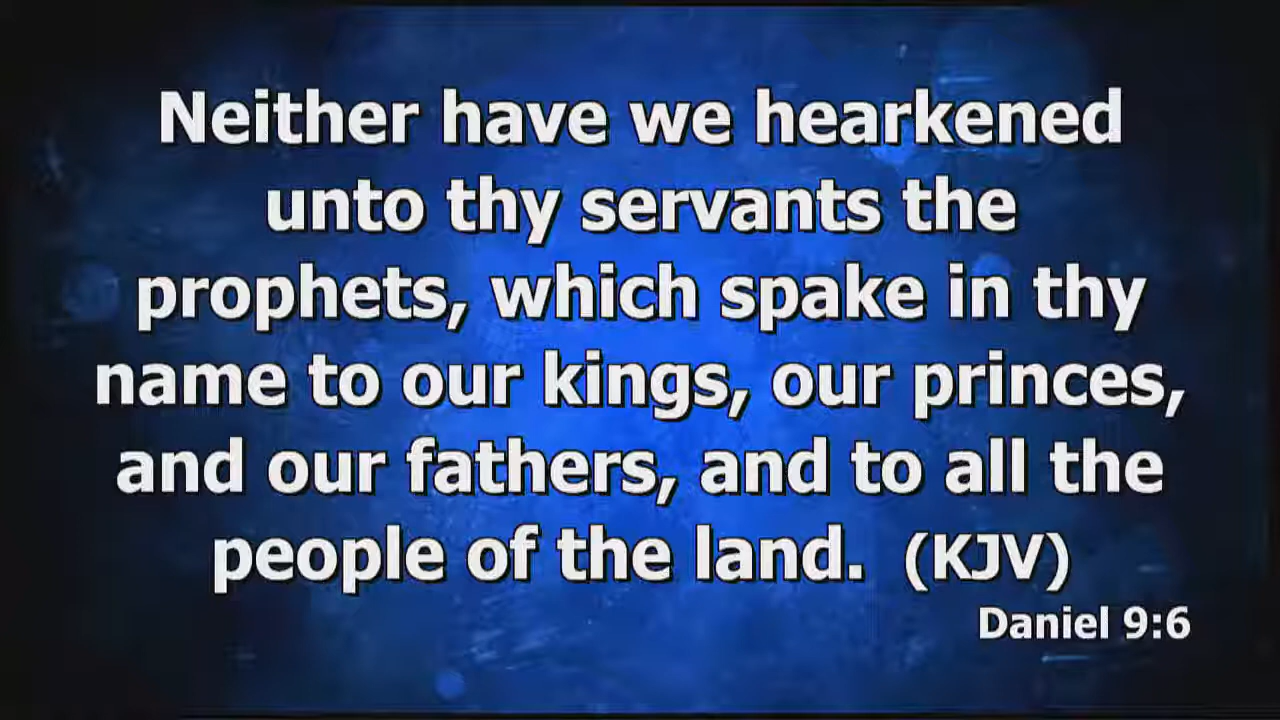 Neither have we hearkened
unto thy servants the
prophets, which spake in thy
name to our kings, our princes,
and our fathers, and to all the
people of the land.  (KJV)
Daniel 9:6